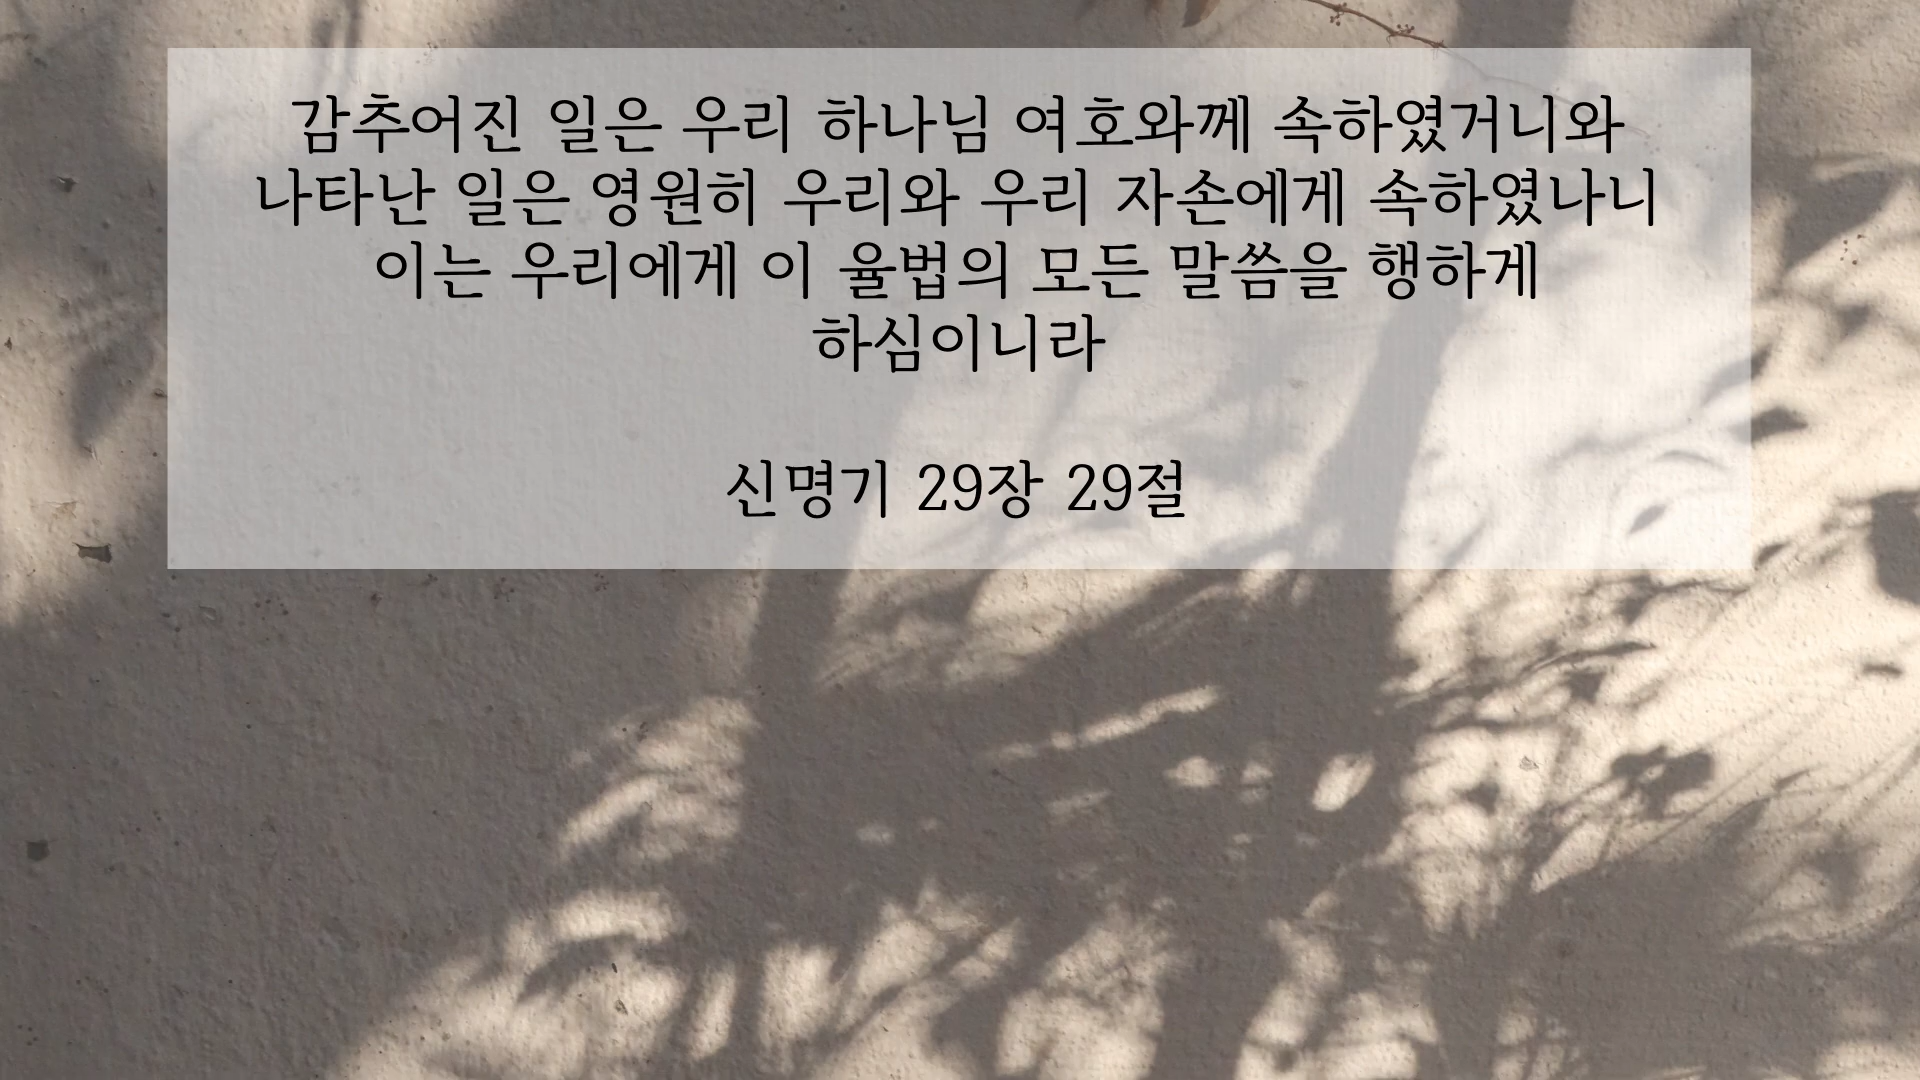 감추어진 일은 우리 하나님 여호와께 속하였거니와
나타난 일은 영원히 우리와 우리 자손에게 속하였나니
이는 우리에게 이 율법의 모든 말씀을 행하게
하심이니라
신명기 29장 29절